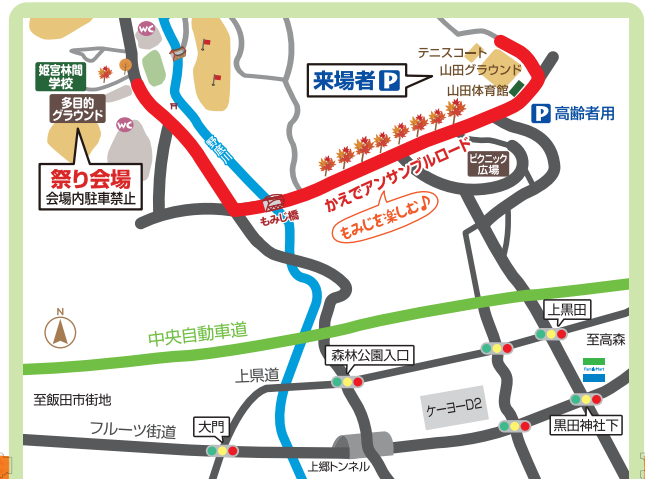 WC
テニスコート
山田グラウンド
山田体育館
来場者 P
姫宮林間
学校
多目的
グラウンド
WC
P 高齢者用
ピクニック
広場
祭り会場
会場内駐車禁止
かえでアンサンブルロード
もみじを楽しむ♪
もみじ橋
N
中央自動車道
上黒田
至高森
FamilyMart
森林公園入口
上県道
至飯田市街地
ケーヨーD2
フルーツ街道
大門
黒田神社下
上郷トンネル